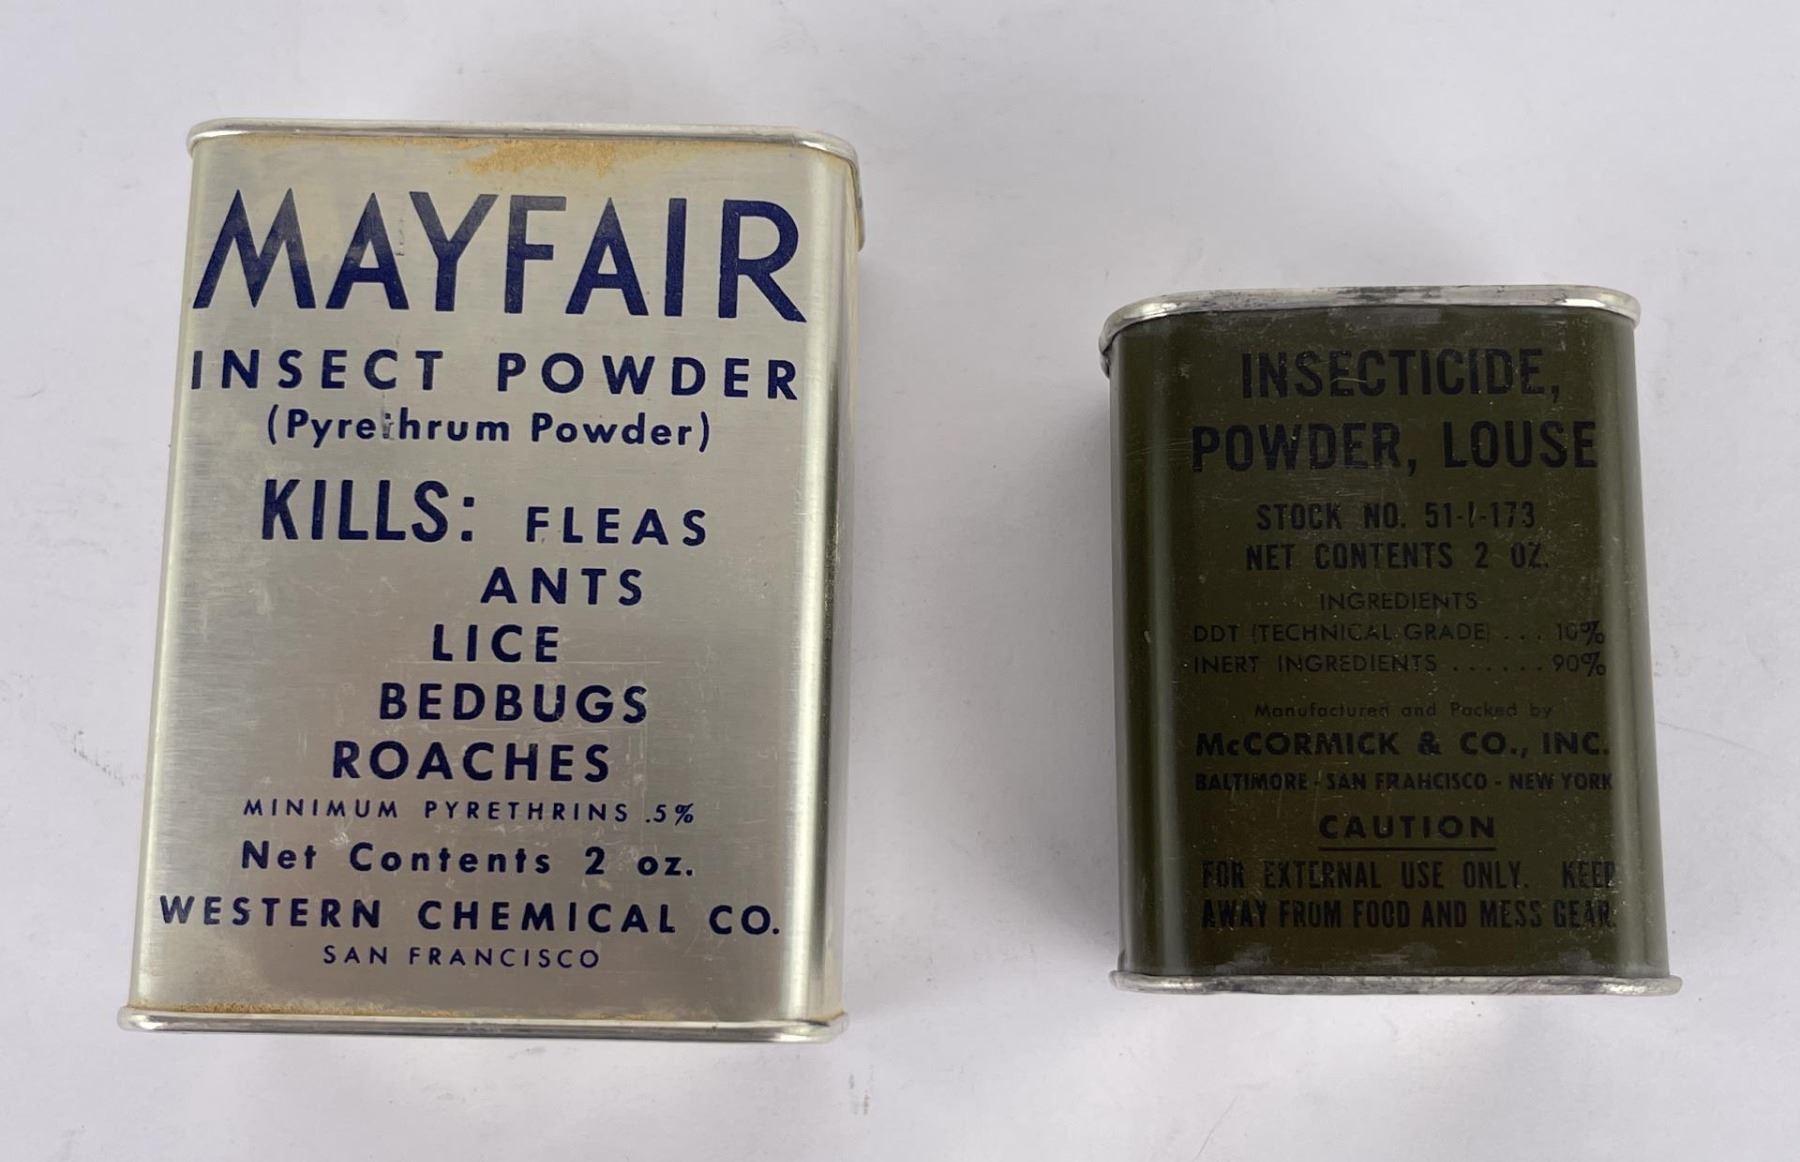 MAYFAIR
INSECT POWDER
(Pyrethrum Powder)
KILLS: FLEAS
ANTS
LICE
BEDBUGS
ROACHES
MINIMUM PYRETHRINS .5%
Net Contents 2 oz.
WESTERN CHEMICAL CO.
SAN FRANCISCO
INSECTICIDE,
POWDER, LOUSE
STOCK NO. 51-I-173
NET CONTENTS 2 OZ.
INGREDIENTS
DDT (TECHNICAL GRADE) . . . 10%
INERT INGREDIENTS . . . . . . 90%
Manufactured and Packed by
McCORMICK & CO., INC.
BALTIMORE - SAN FRANCISCO - NEW YORK
CAUTION
FOR EXTERNAL USE ONLY. KEEP
AWAY FROM FOOD AND MESS GEAR.